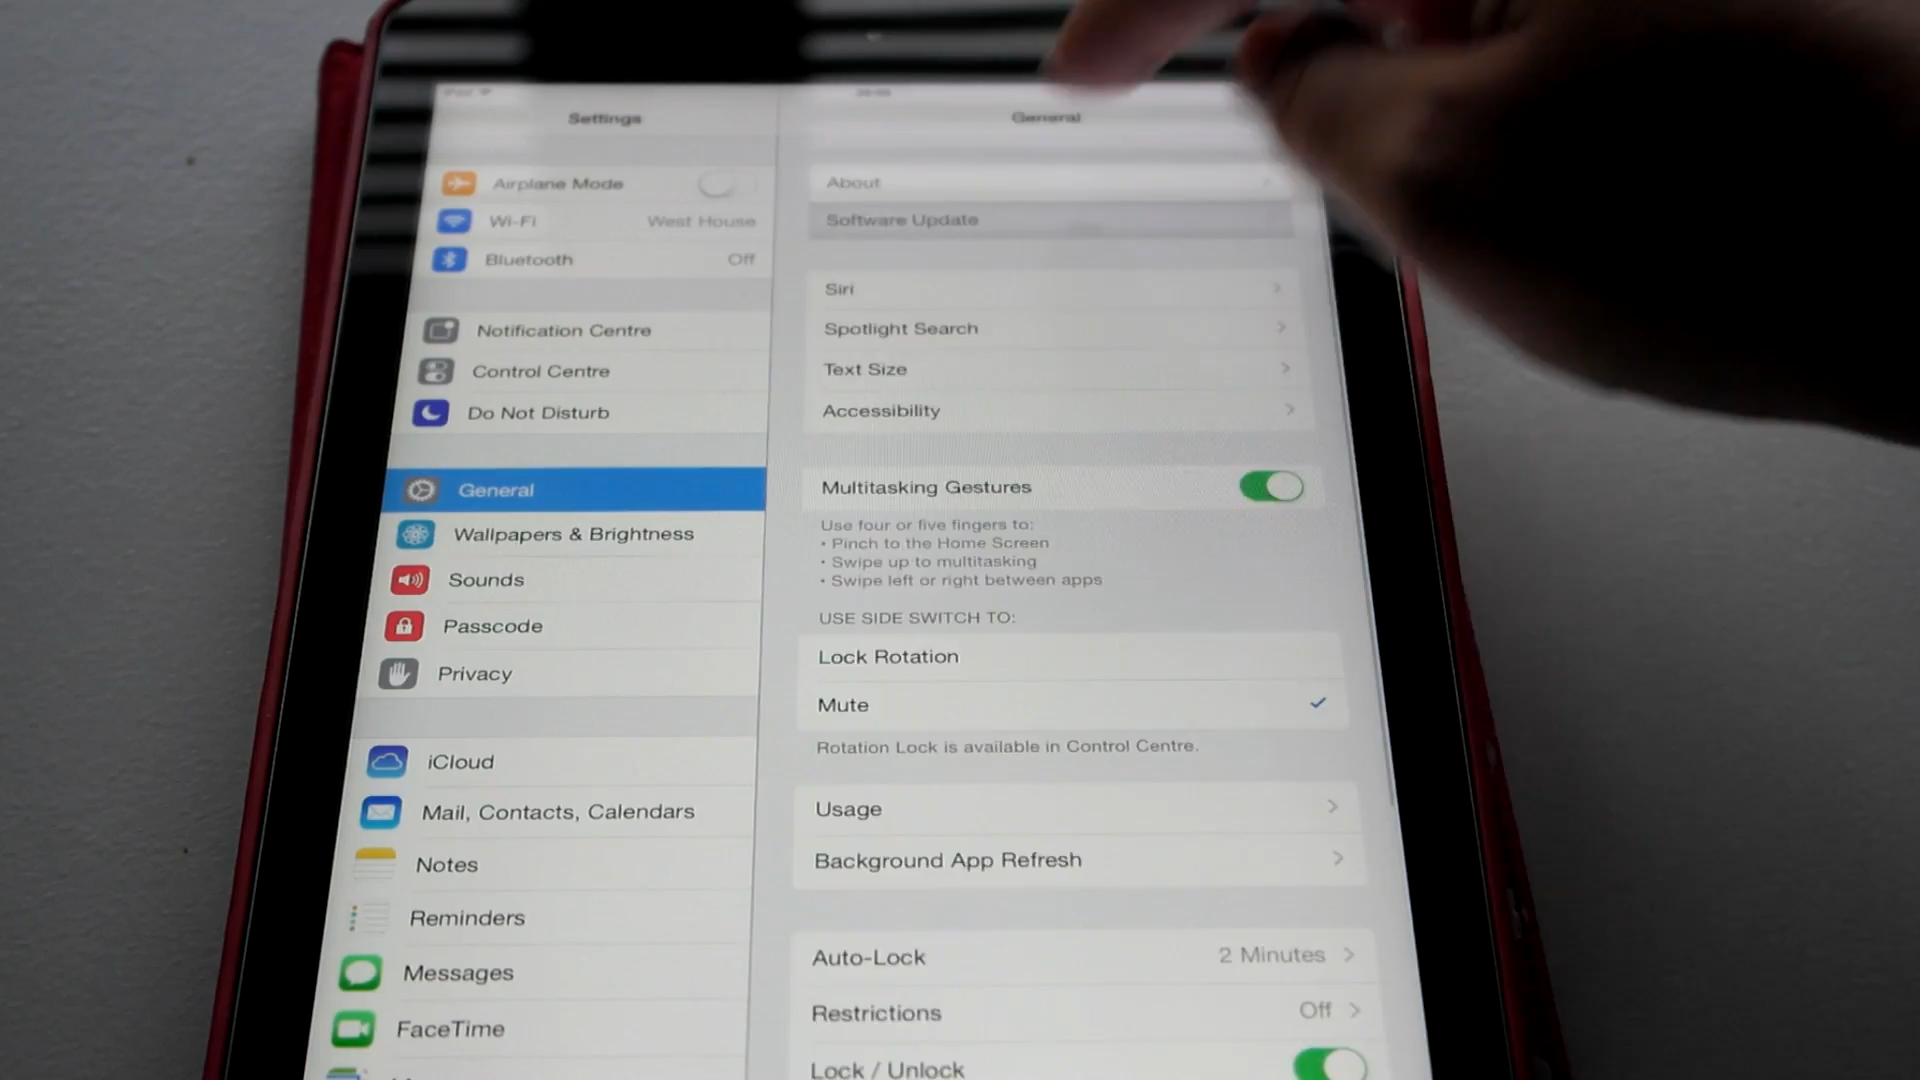 Settings
Airplane Mode
Wi-Fi West House
Bluetooth Off
Notification Centre
Control Centre
Do Not Disturb
General
Wallpapers & Brightness
Sounds
Passcode
Privacy
iCloud
Mail, Contacts, Calendars
Notes
Reminders
Messages
FaceTime
General
About
Software Update
Siri
Spotlight Search
Text Size
Accessibility
Multitasking Gestures
Use four or five fingers to:
• Pinch to the Home Screen
• Swipe up to multitasking
• Swipe left or right between apps
USE SIDE SWITCH TO:
Lock Rotation
Mute
Rotation Lock is available in Control Centre.
Usage
Background App Refresh
Auto-Lock 2 Minutes
Restrictions Off
Lock / Unlock